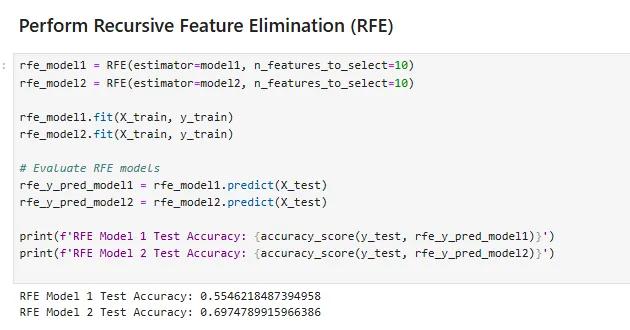 Perform Recursive Feature Elimination (RFE)
:
rfe_model1 = RFE(estimator=model1, n_features_to_select=10)
rfe_model2 = RFE(estimator=model2, n_features_to_select=10)
rfe_model1.fit(X_train, y_train)
rfe_model2.fit(X_train, y_train)
# Evaluate RFE models
rfe_y_pred_model1 = rfe_model1.predict(X_test)
rfe_y_pred_model2 = rfe_model2.predict(X_test)
print(f'RFE Model 1 Test Accuracy: {accuracy_score(y_test, rfe_y_pred_model1)}')
print(f'RFE Model 2 Test Accuracy: {accuracy_score(y_test, rfe_y_pred_model2)}')
RFE Model 1 Test Accuracy: 0.5546218487394958
RFE Model 2 Test Accuracy: 0.6974789915966386